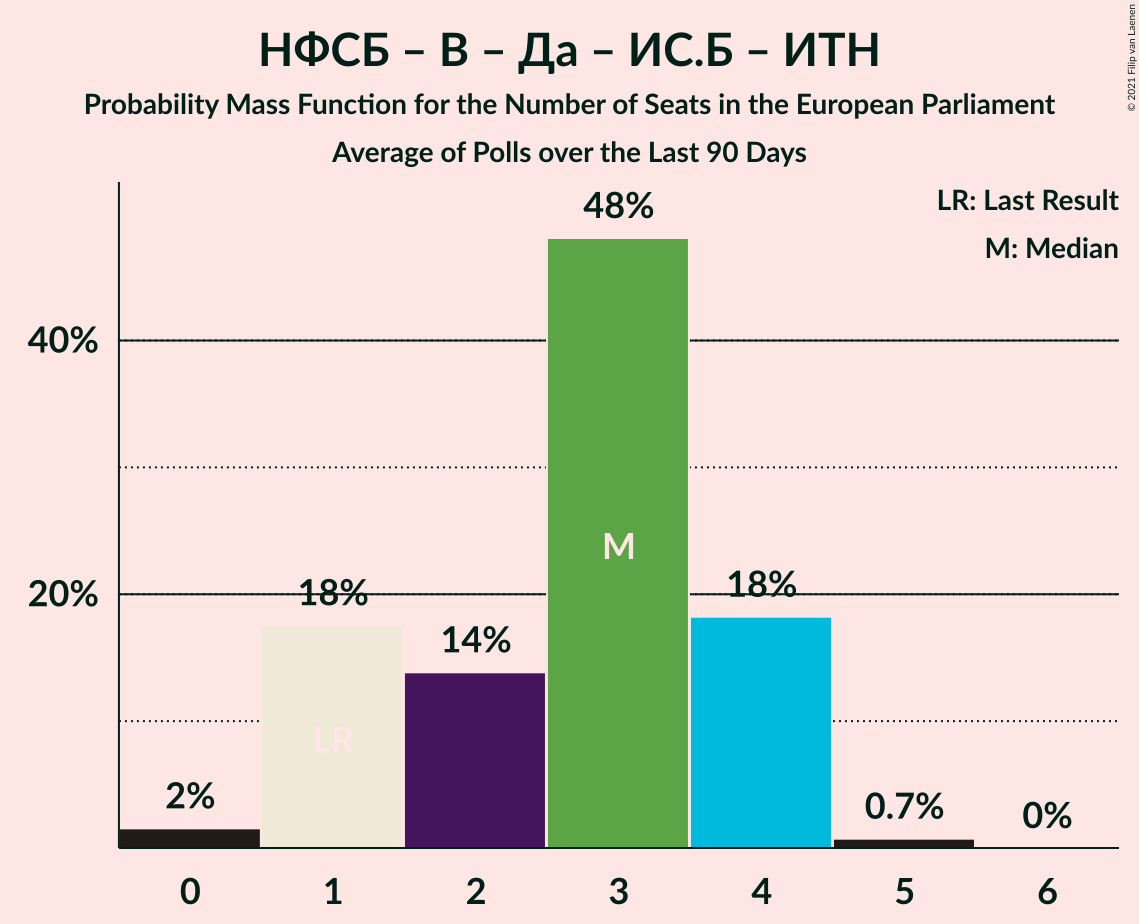 НФСБ – В – Да – ИС.Б – ИТН
Probability Mass Function for the Number of Seats in the European Parliament
Average of Polls over the Last 90 Days
© 2021 Filip van Laenen
LR: Last Result
M: Median
48%
40%
20%
18%
14%
18%
2%
0.7%
0%
M
LR
0 1 2 3 4 5 6